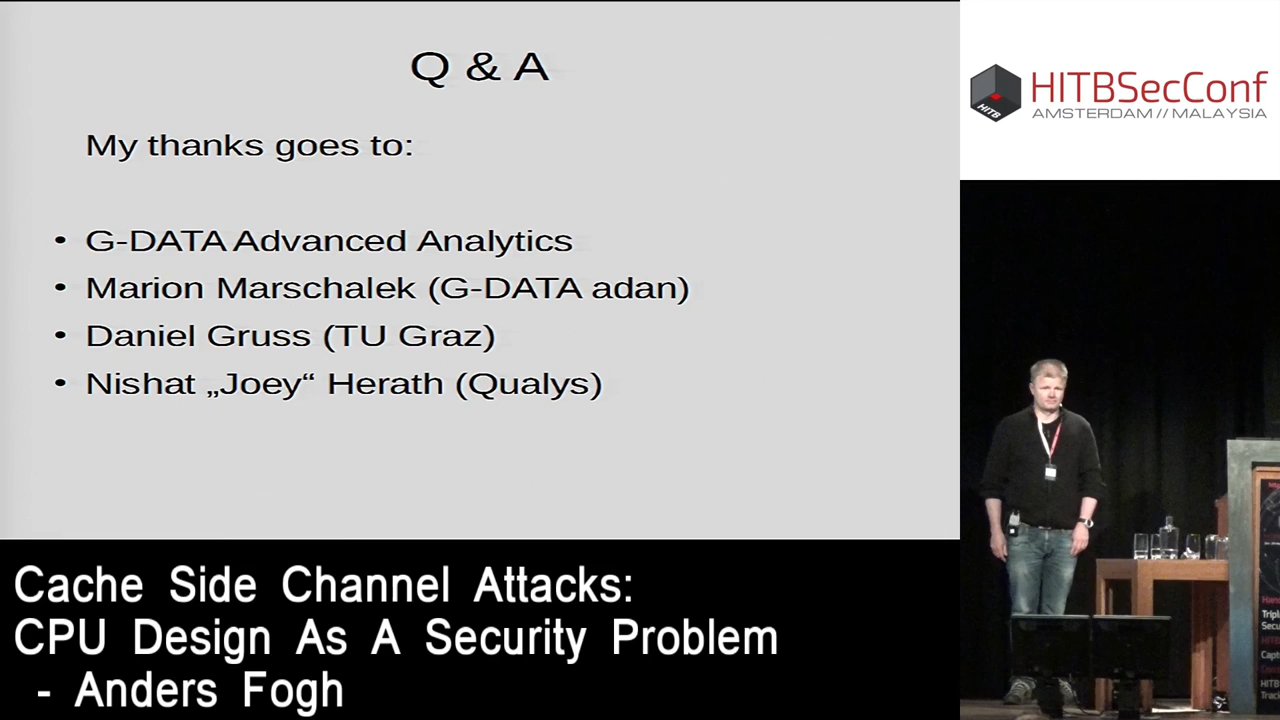 Q & A
My thanks goes to:
• G-DATA Advanced Analytics
• Marion Marschalek (G-DATA adan)
• Daniel Gruss (TU Graz)
• Nishat „Joey“ Herath (Qualys)
HITB
HITBSecConf
AMSTERDAM // MALAYSIA
Cache Side Channel Attacks:
CPU Design As A Security Problem
- Anders Fogh